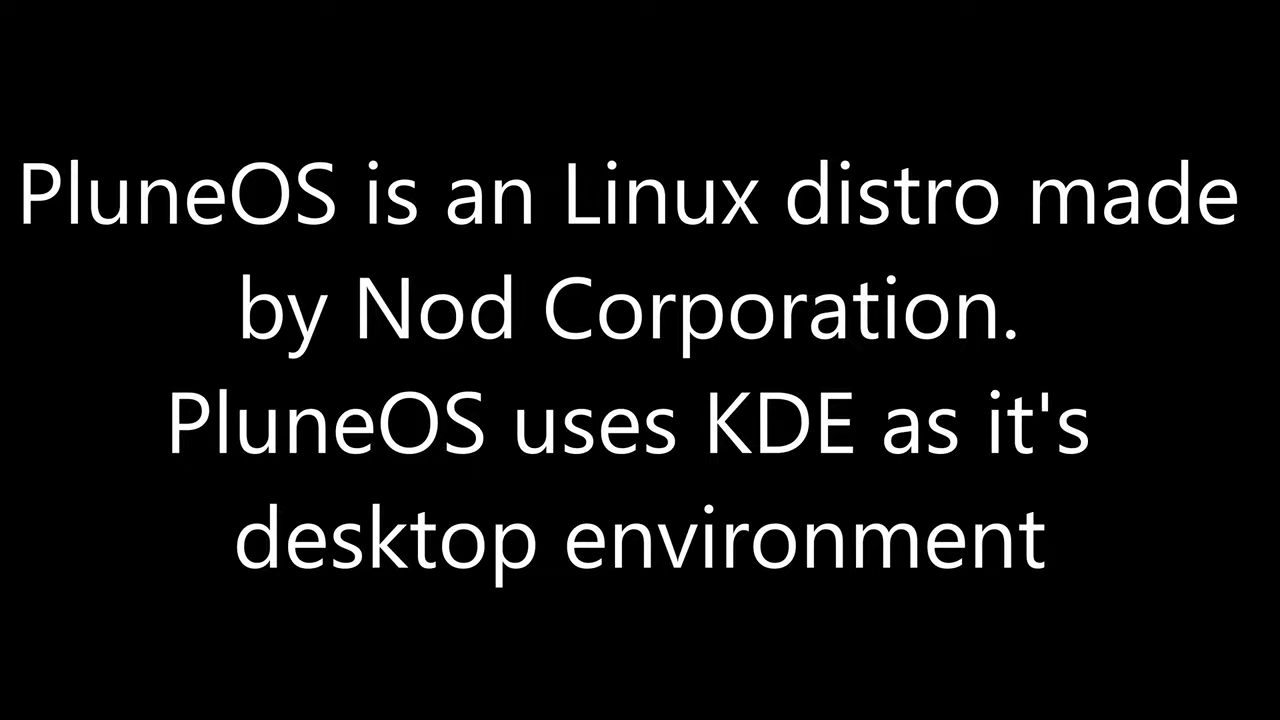 PluneOS is an Linux distro made
by Nod Corporation.
PluneOS uses KDE as it's
desktop environment